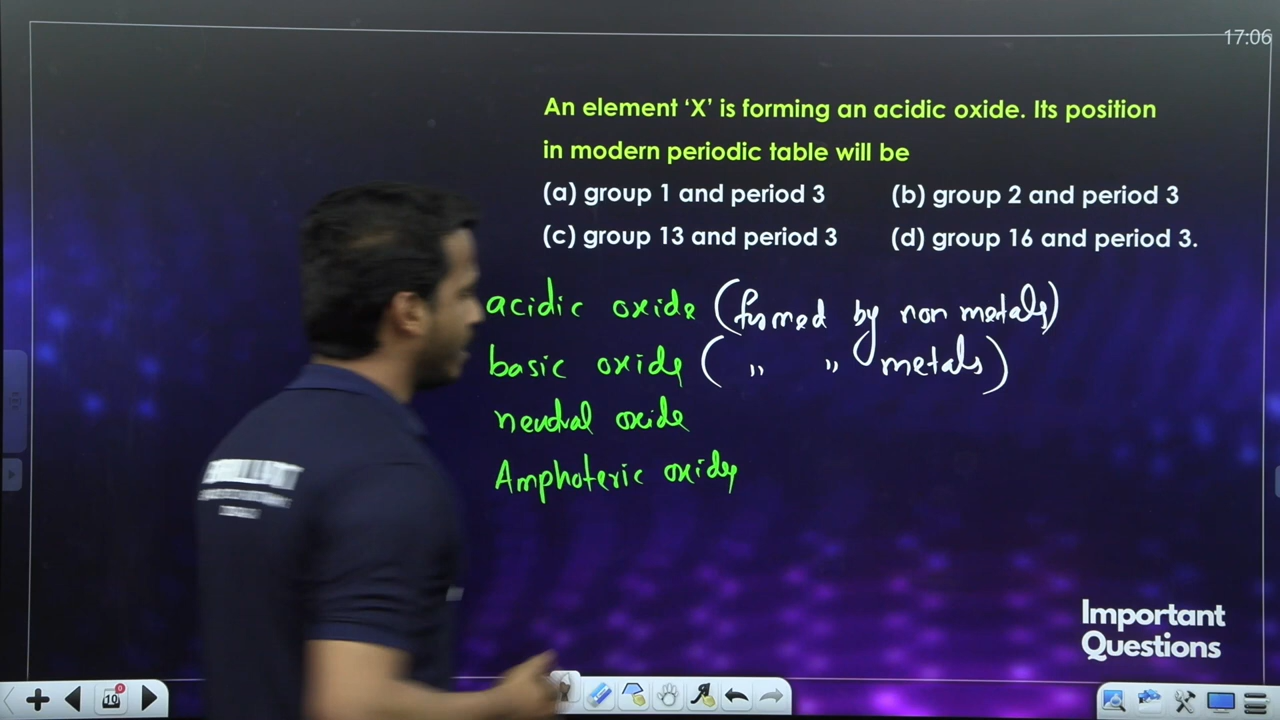 17:06
An element ‘X’ is forming an acidic oxide. Its position
in modern periodic table will be
(a) group 1 and period 3 (b) group 2 and period 3
(c) group 13 and period 3 (d) group 16 and period 3.
acidic oxide (formed by non metals)
basic oxide ( " " metals)
neutral oxide
Amphoteric oxide
Important
Questions
10